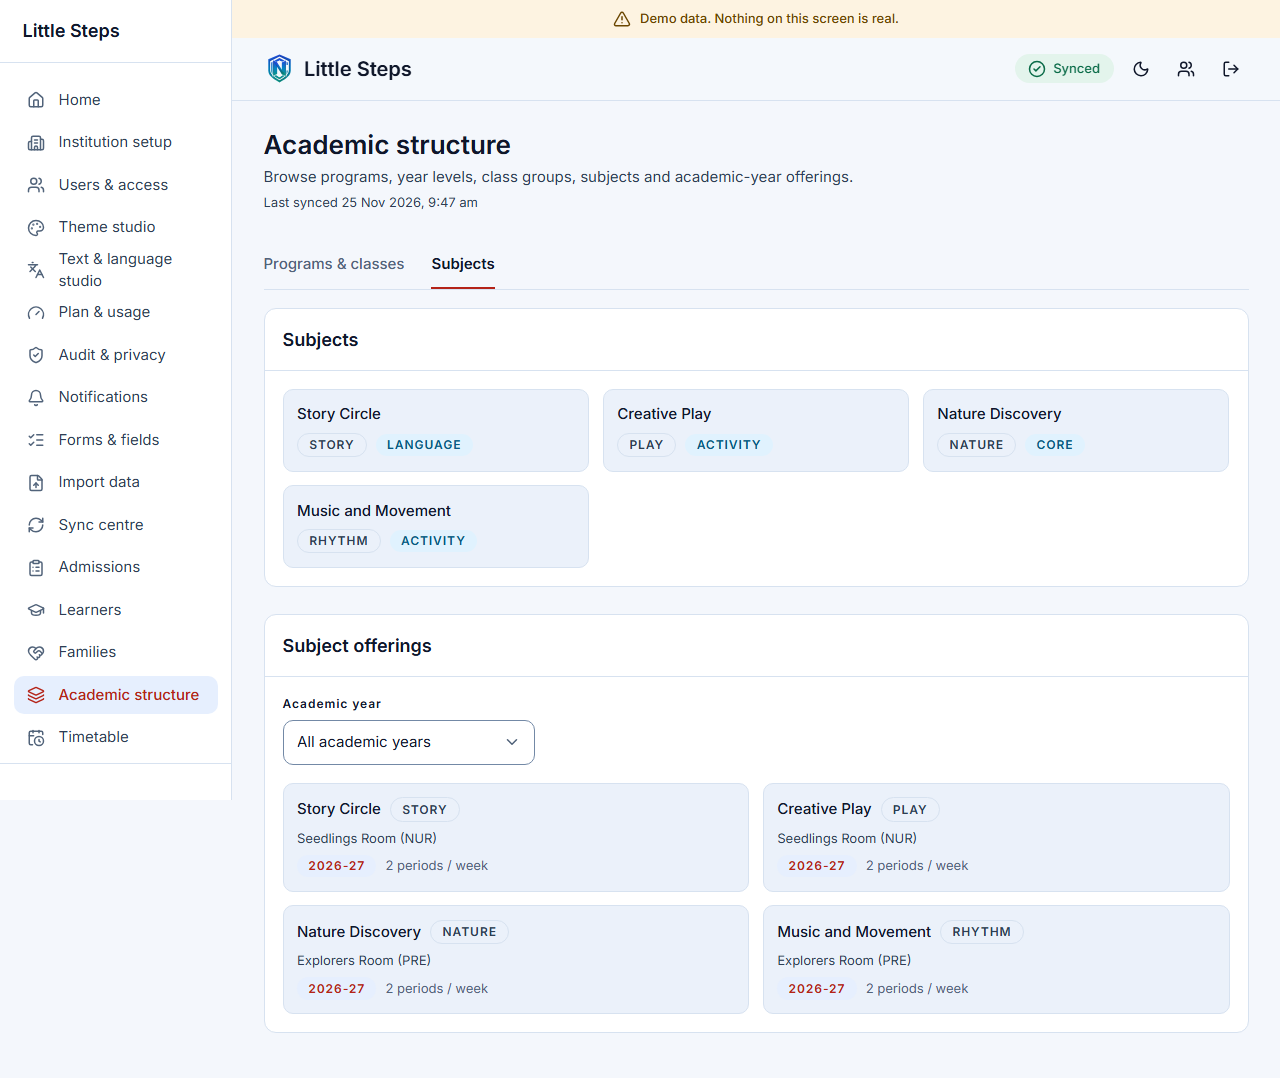 Little Steps
Demo data. Nothing on this screen is real.
Little Steps
Synced
Home
Institution setup
Users & access
Theme studio
Text & language
studio
Plan & usage
Audit & privacy
Notifications
Forms & fields
Import data
Sync centre
Admissions
Learners
Families
Academic structure
Timetable
Academic structure
Browse programs, year levels, class groups, subjects and academic-year offerings.
Last synced 25 Nov 2026, 9:47 am
Programs & classes Subjects
Subjects
Story Circle
STORY LANGUAGE
Creative Play
PLAY ACTIVITY
Nature Discovery
NATURE CORE
Music and Movement
RHYTHM ACTIVITY
Subject offerings
Academic year
All academic years
Story Circle STORY
Seedlings Room (NUR)
2026-27 2 periods / week
Creative Play PLAY
Seedlings Room (NUR)
2026-27 2 periods / week
Nature Discovery NATURE
Explorers Room (PRE)
2026-27 2 periods / week
Music and Movement RHYTHM
Explorers Room (PRE)
2026-27 2 periods / week